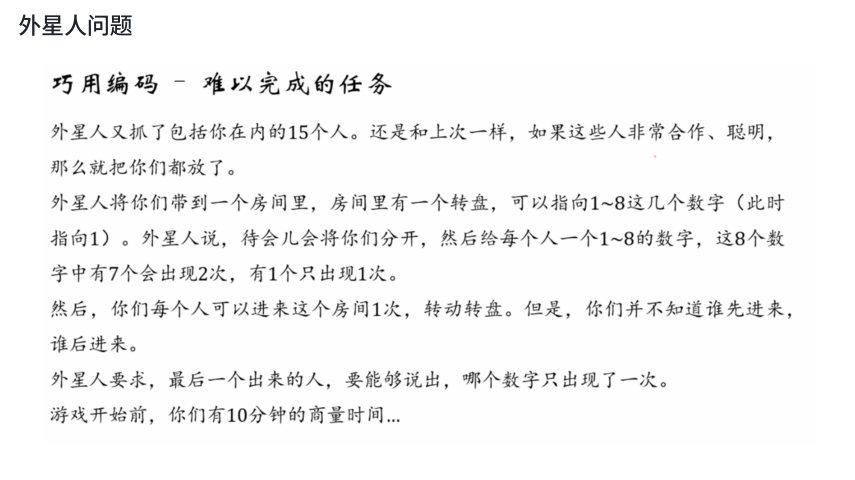 外星人问题
巧用编码 - 难以完成的任务
外星人又抓了包括你在内的15个人。还是和上次一样，如果这些人非常合作、聪明，
那么就把你们都放了。
外星人将你们带到一个房间里，房间里有一个转盘，可以指向1~8这几个数字（此时
指向1）。外星人说，待会儿会将你们分开，然后给每个人一个1~8的数字，这8个数
字中有7个会出现2次，有1个只出现1次。
然后，你们每个人可以进来这个房间1次，转动转盘。但是，你们并不知道谁先进来，
谁后进来。
外星人要求，最后一个出来的人，要能够说出，哪个数字只出现了一次。
游戏开始前，你们有10分钟的商量时间...